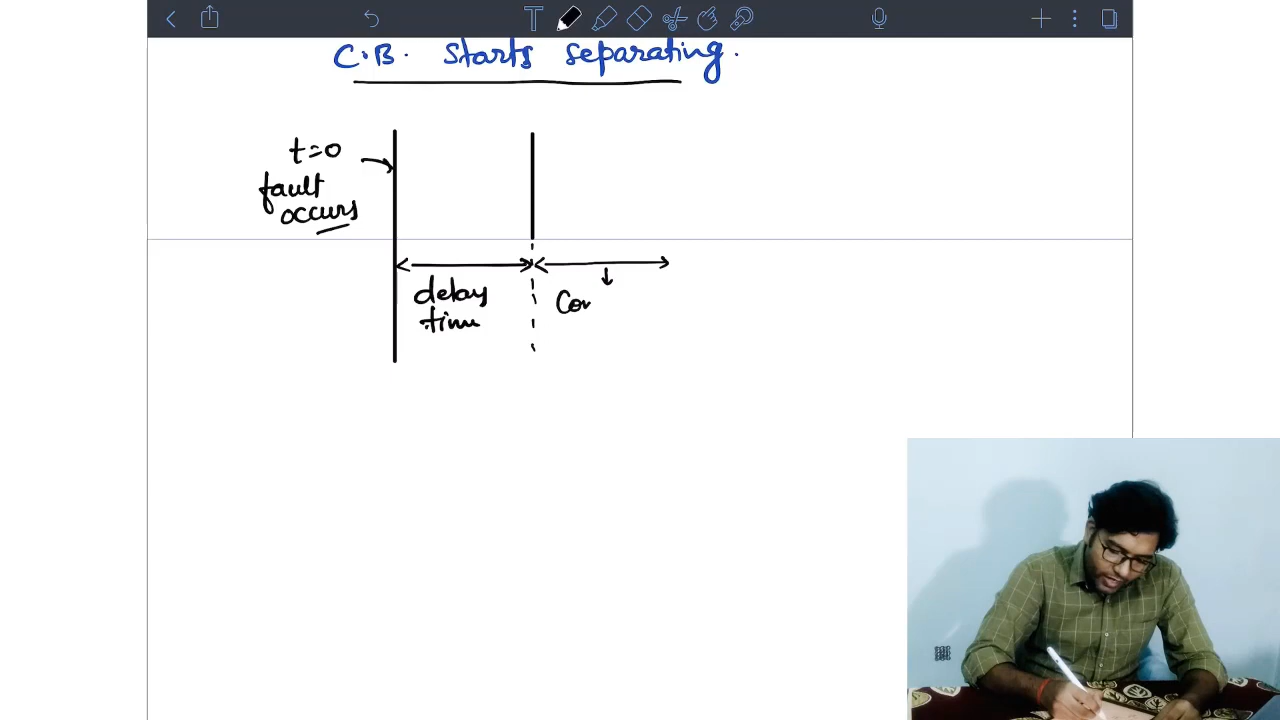 C.B. starts separating.
t=0
fault
occurs
delay
time
Con